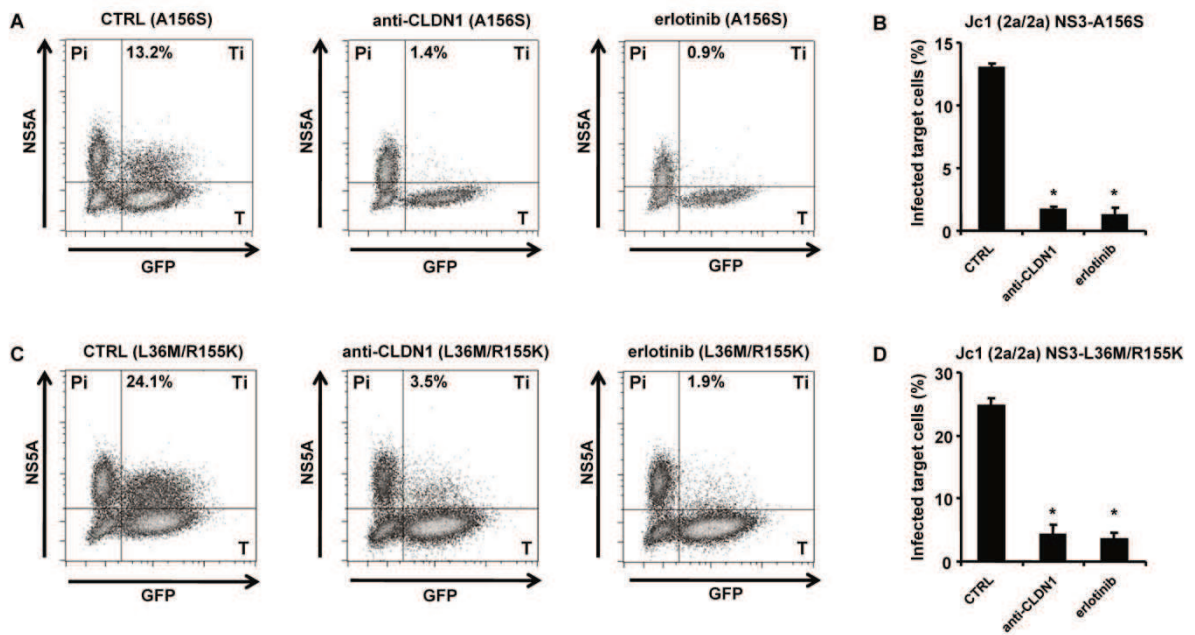 A
CTRL (A156S)
anti-CLDN1 (A156S)
erlotinib (A156S)
Pi 13.2% Ti
Pi 1.4% Ti
Pi 0.9% Ti
NS5A
NS5A
NS5A
T
T
T
GFP
GFP
GFP
B
Jc1 (2a/2a) NS3-A156S
Infected target cells (%)
15
10
5
0
* *
CTRL
anti-CLDN1
erlotinib
C
CTRL (L36M/R155K)
anti-CLDN1 (L36M/R155K)
erlotinib (L36M/R155K)
Pi 24.1% Ti
Pi 3.5% Ti
Pi 1.9% Ti
NS5A
NS5A
NS5A
T
T
T
GFP
GFP
GFP
D
Jc1 (2a/2a) NS3-L36M/R155K
Infected target cells (%)
30
20
10
0
* *
CTRL
anti-CLDN1
erlotinib